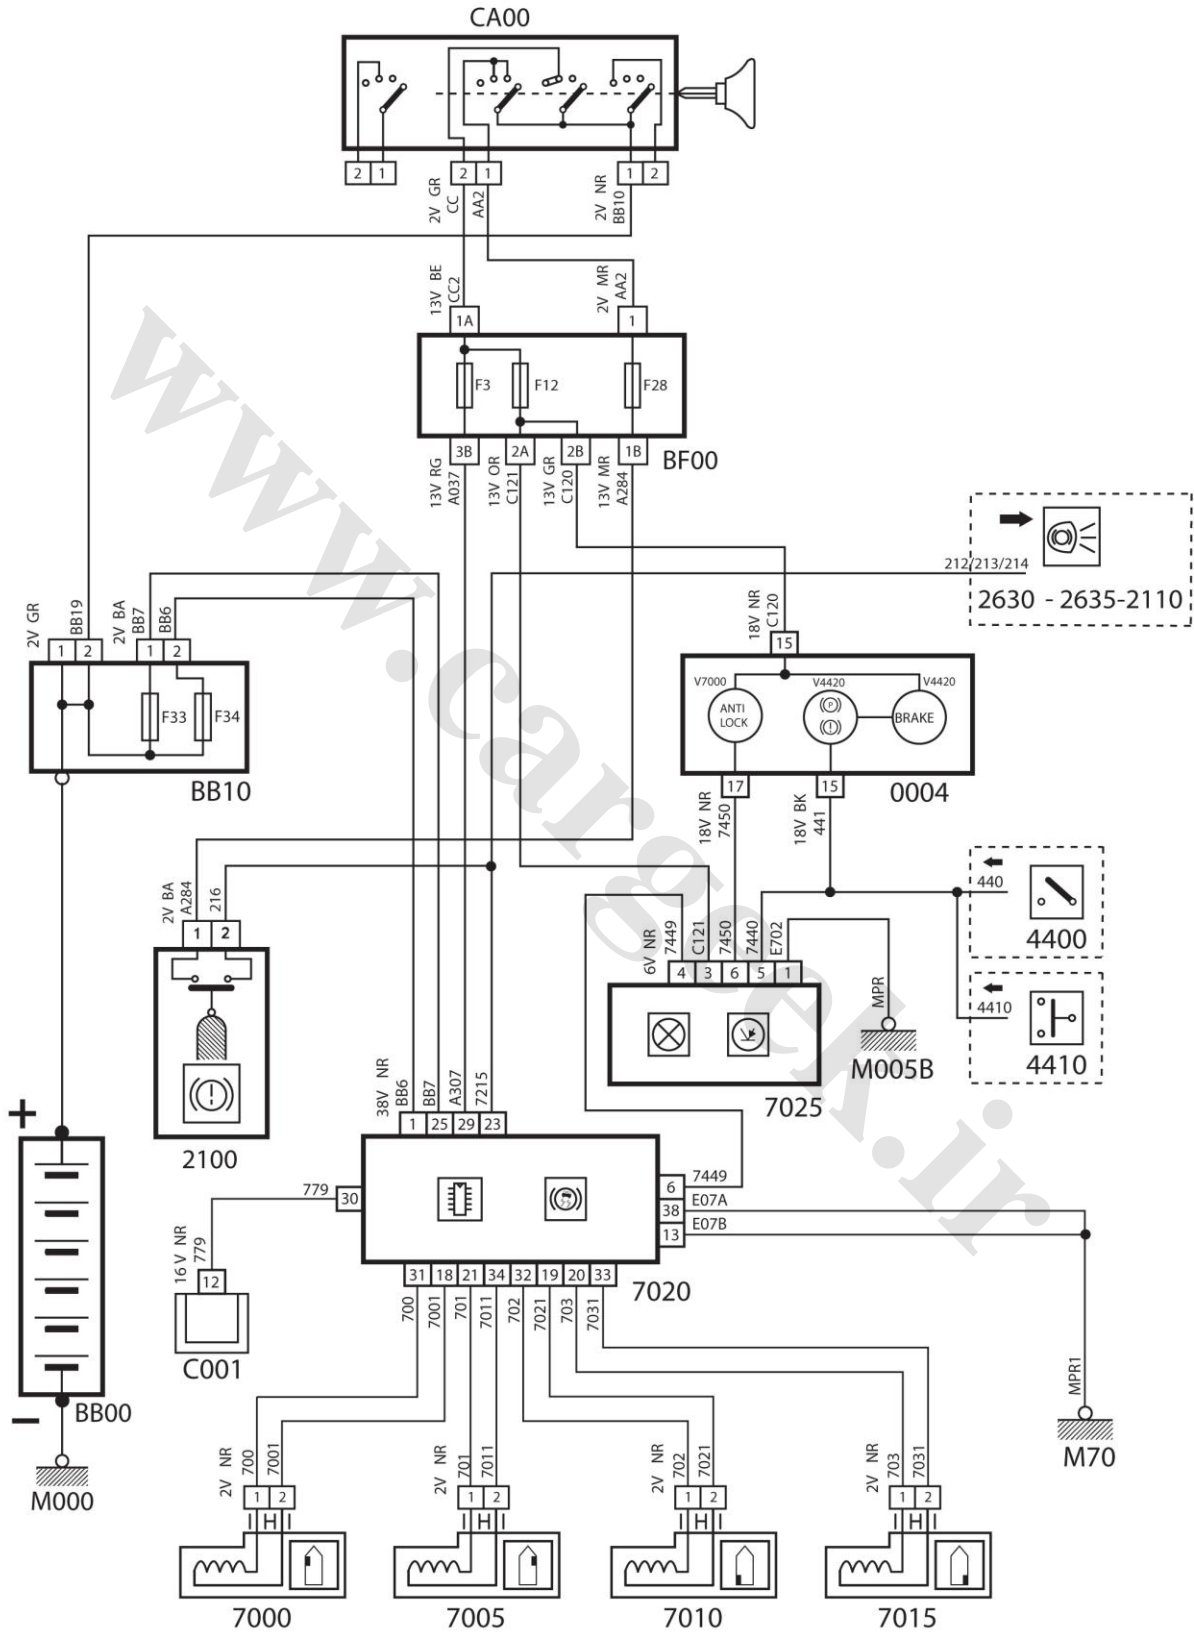 CA00
2 1
2 1
1 2
2V GR
CC
AA2
2V NR
BB10
13V BE
CC2
2V MR
AA2
1A
1
F3
F12
F28
3B
2A
2B
1B
BF00
13V RG
A037
13V OR
C121
13V GR
C120
13V MR
A284
212/213/214
2630 - 2635-2110
2V GR
BB19
2V BA
BB7
BB6
1 2
1 2
F33
F34
BB10
18V NR
C120
15
V7000
V4420
V4420
ANTI
LOCK
P
BRAKE
17
15
0004
18V NR
7450
18V BK
441
2V BA
A284
216
1 2
2100
6V NR
7449
C121
7450
7440
E702
4 3 6 5 1
7025
MPR
M005B
440
4400
4410
4410
38V NR
BB6
BB7
A307
7215
1 25 29 23
779
30
6
7449
38
E07A
13
E07B
7020
16 V NR
779
12
C001
31 18 21 34 32 19 20 33
700
7001
701
7011
702
7021
703
7031
+
−
BB00
M000
MPR1
M70
2V NR
700
7001
1 2
7000
2V NR
701
7011
1 2
7005
2V NR
702
7021
1 2
7010
2V NR
703
7031
1 2
7015
www.cargeek.ir